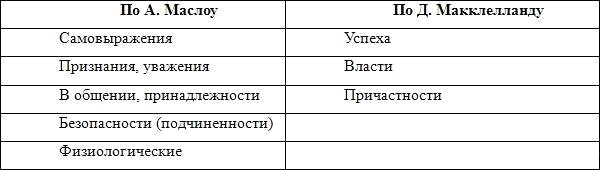 По А. Маслоу По Д. Макклелланду
Самовыражения Успеха
Признания, уважения Власти
В общении, принадлежности Причастности
Безопасности (подчиненности)
Физиологические